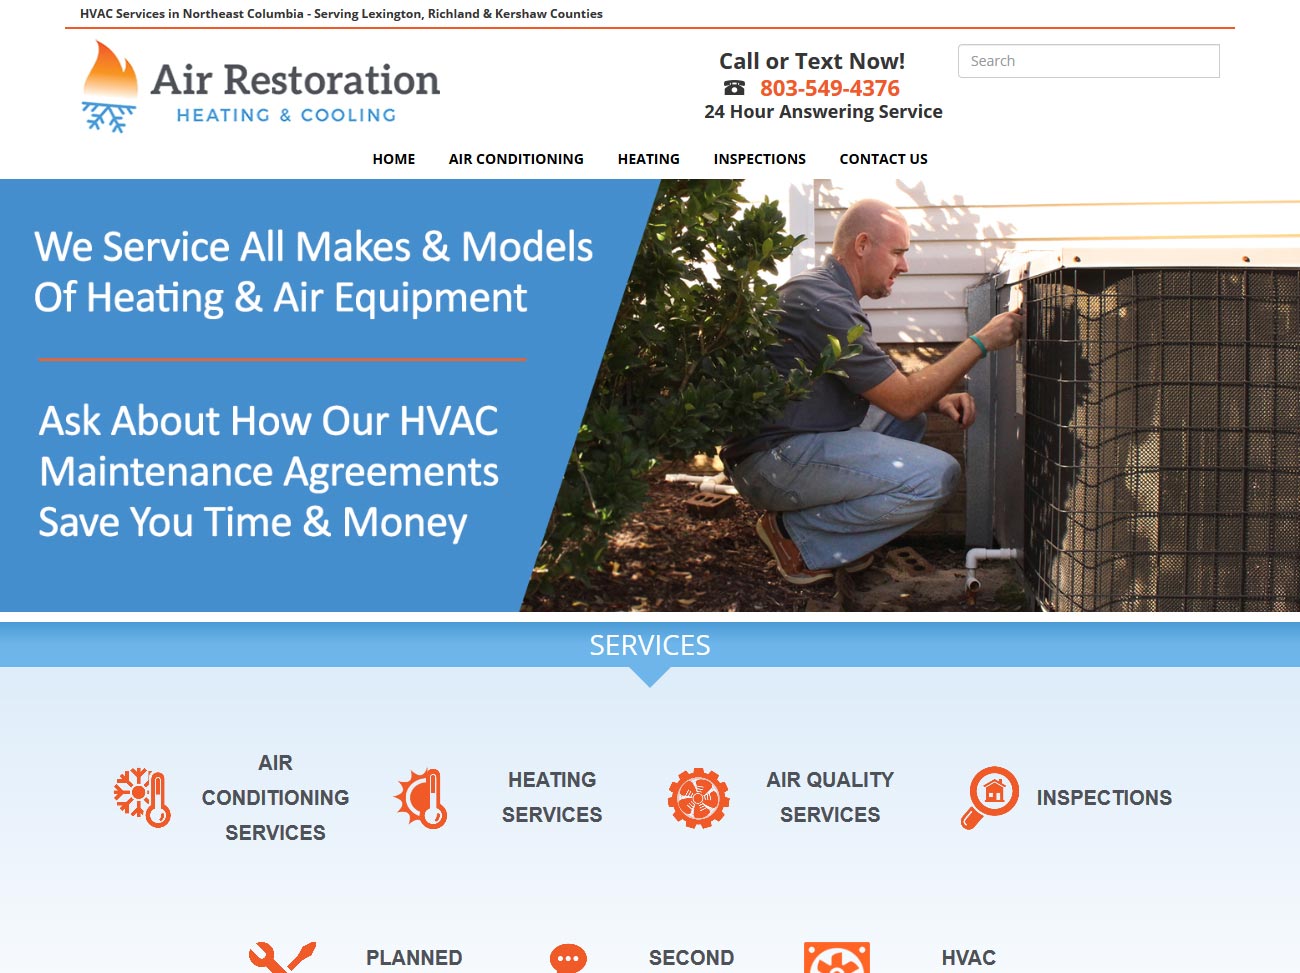 HVAC Services in Northeast Columbia - Serving Lexington, Richland & Kershaw Counties
Air Restoration
HEATING & COOLING
Call or Text Now!
803-549-4376
24 Hour Answering Service
Search
HOME AIR CONDITIONING HEATING INSPECTIONS CONTACT US
We Service All Makes & Models
Of Heating & Air Equipment
Ask About How Our HVAC
Maintenance Agreements
Save You Time & Money
SERVICES
AIR
CONDITIONING
SERVICES
HEATING
SERVICES
AIR QUALITY
SERVICES
INSPECTIONS
PLANNED
SECOND
HVAC